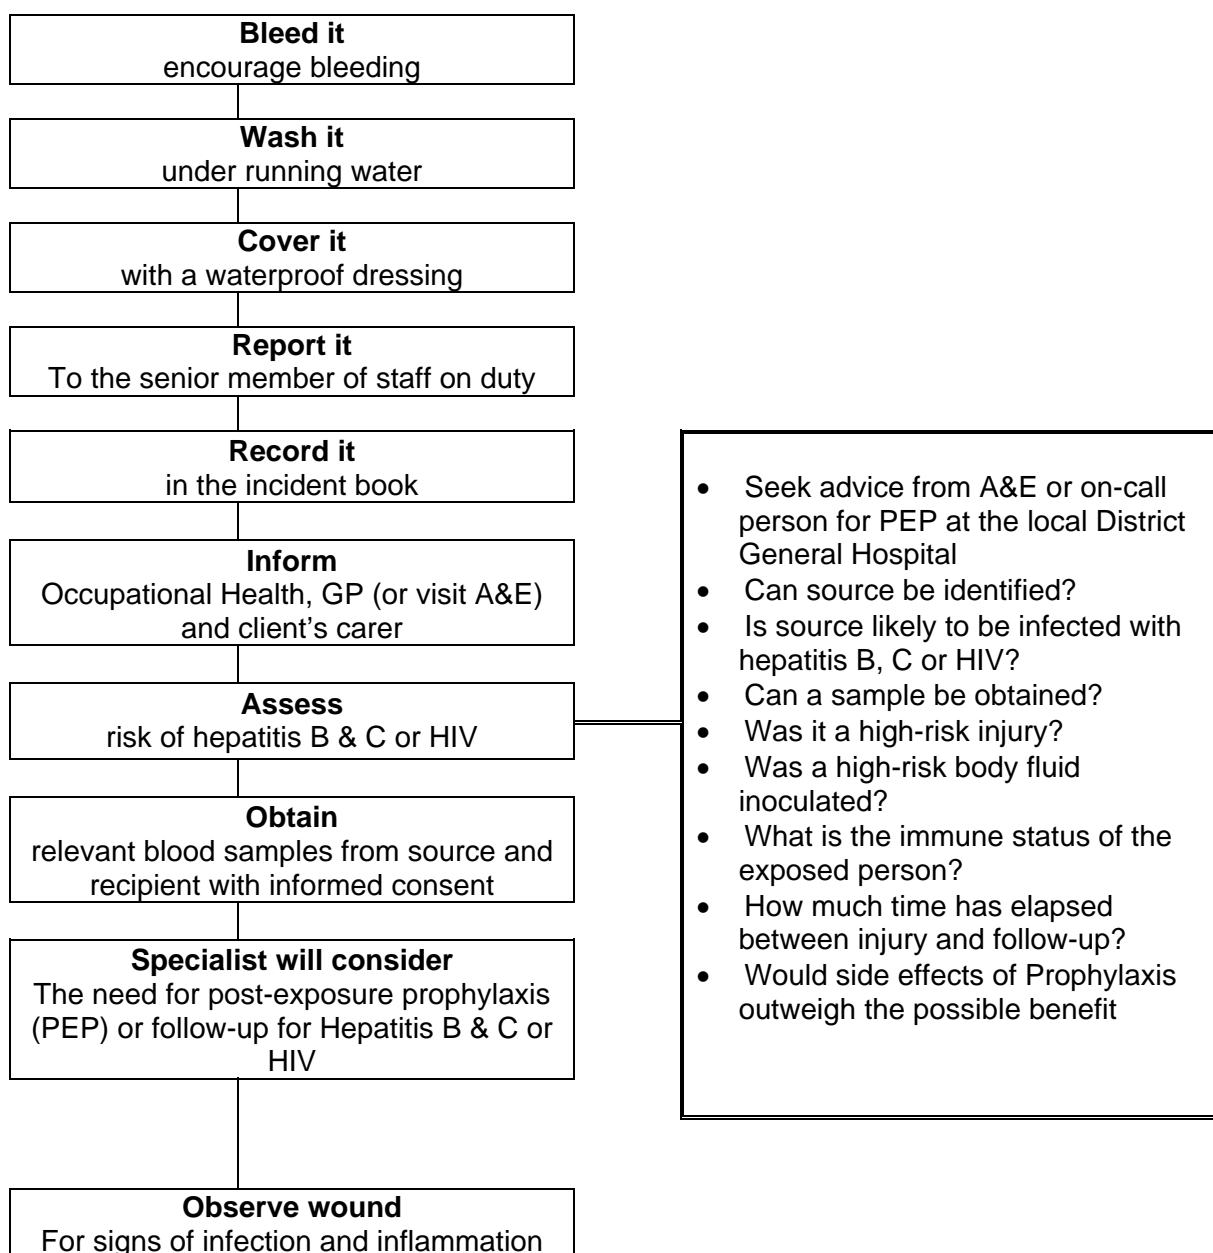 Bleed it
encourage bleeding
Wash it
under running water
Cover it
with a waterproof dressing
Report it
To the senior member of staff on duty
Record it
in the incident book
Inform
Occupational Health, GP (or visit A&E)
and client’s carer
Assess
risk of hepatitis B & C or HIV
Obtain
relevant blood samples from source and
recipient with informed consent
Specialist will consider
The need for post-exposure prophylaxis
(PEP) or follow-up for Hepatitis B & C or
HIV
Observe wound
For signs of infection and inflammation
• Seek advice from A&E or on-call
person for PEP at the local District
General Hospital
• Can source be identified?
• Is source likely to be infected with
hepatitis B, C or HIV?
• Can a sample be obtained?
• Was it a high-risk injury?
• Was a high-risk body fluid
inoculated?
• What is the immune status of the
exposed person?
• How much time has elapsed
between injury and follow-up?
• Would side effects of Prophylaxis
outweigh the possible benefit